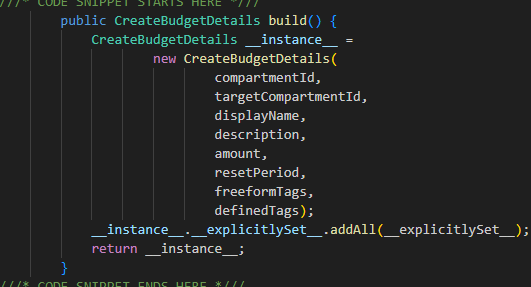 ///* CODE SNIPPET STARTS HERE *///
public CreateBudgetDetails build() {
CreateBudgetDetails __instance__ =
new CreateBudgetDetails(
compartmentId,
targetCompartmentId,
displayName,
description,
amount,
resetPeriod,
freeformTags,
definedTags);
__instance__.__explicitlySet__.addAll(__explicitlySet__);
return __instance__;
}
///* CODE SNIPPET ENDS HERE *///